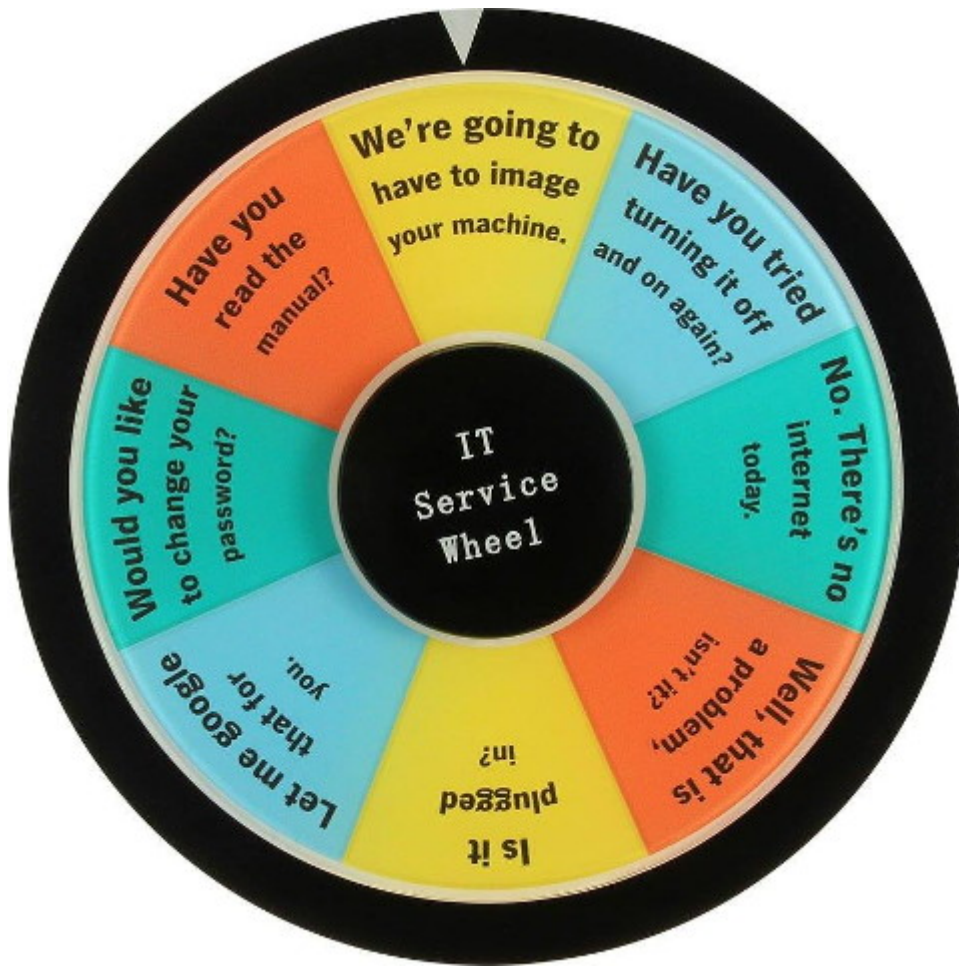 We're going to
have to image
your machine.
Have you tried
turning it off
and on again?
No. There's no
internet
today.
Well, that is
a problem,
isn't it?
Is it
plugged
in?
Let me google
that for
you.
Would you like
to change your
password?
Have you
read the
manual?
IT
Service
Wheel